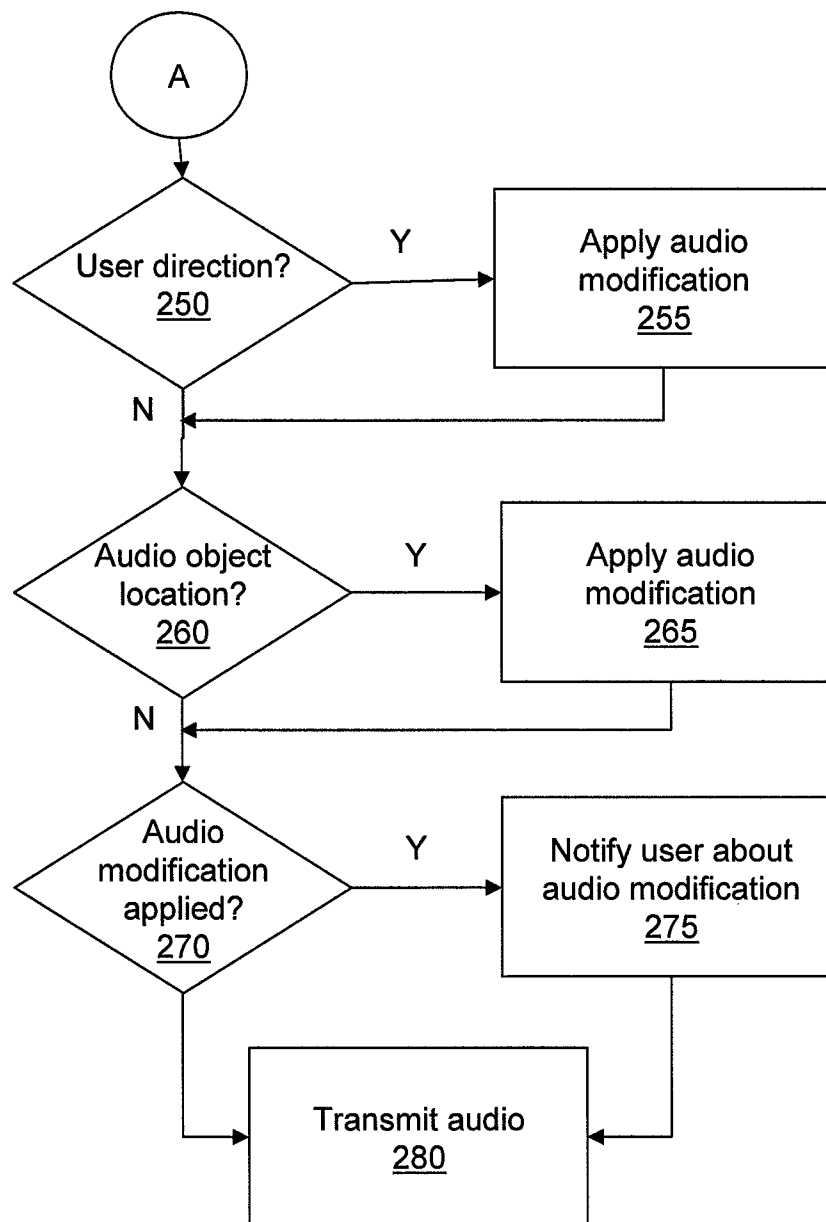 A
User direction?
250
Y
Apply audio
modification
255
N
Audio object
location?
260
Y
Apply audio
modification
265
N
Audio
modification
applied?
270
Y
Notify user about
audio modification
275
Transmit audio
280